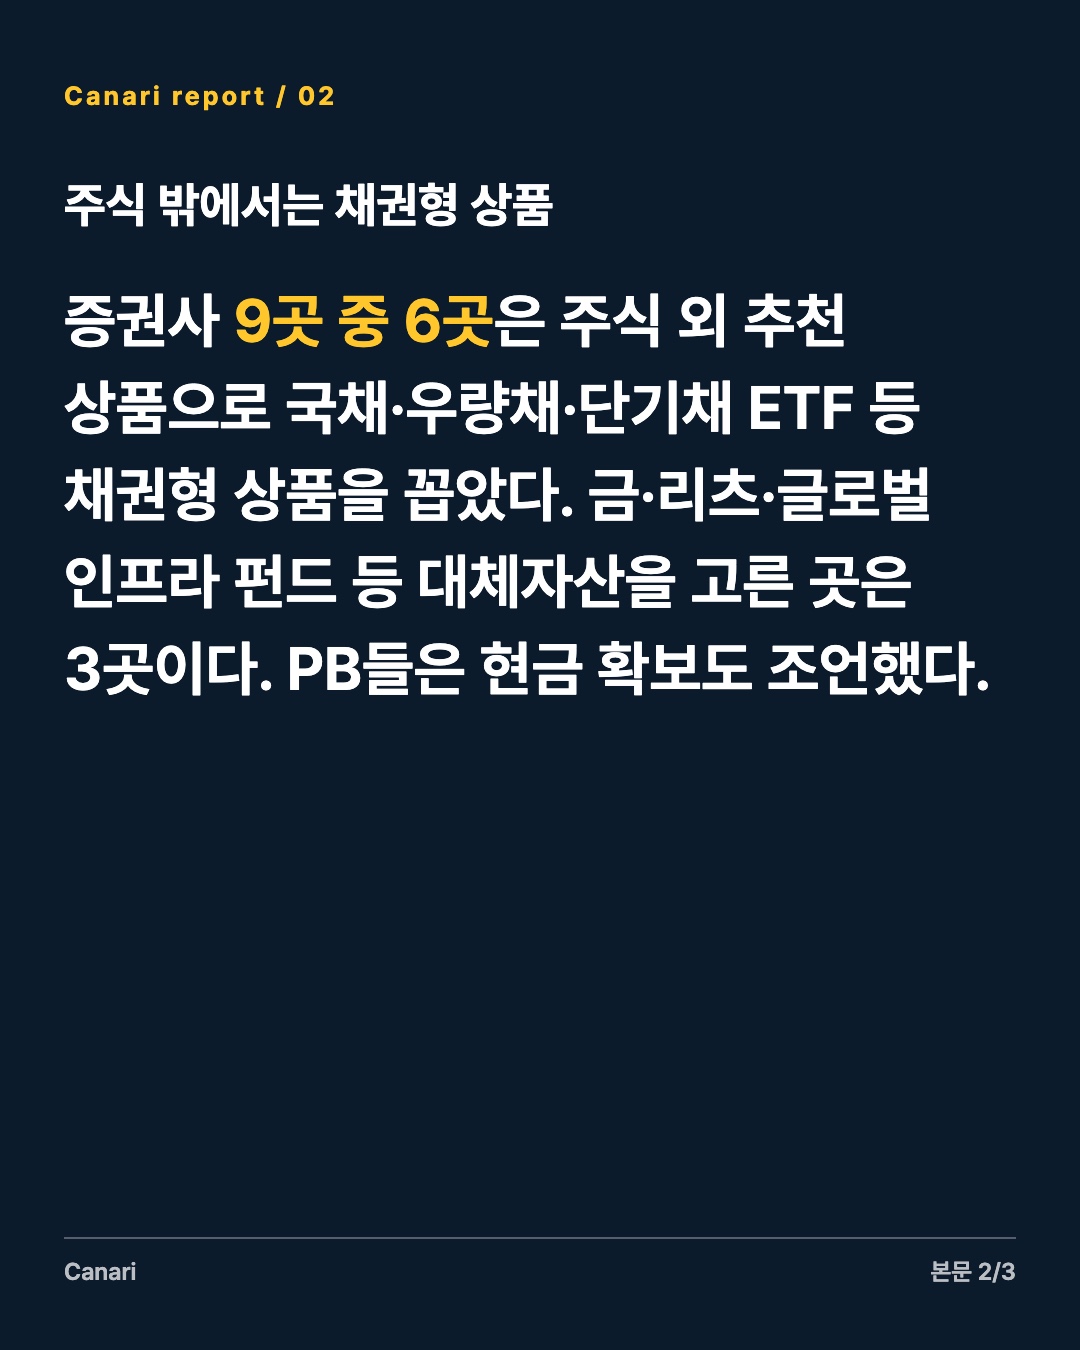 Canari report / 02
주식 밖에서는 채권형 상품
증권사 9곳 중 6곳은 주식 외 추천
상품으로 국채·우량채·단기채 ETF 등
채권형 상품을 꼽았다. 금·리츠·글로벌
인프라 펀드 등 대체자산을 고른 곳은
3곳이다. PB들은 현금 확보도 조언했다.
Canari
본문 2/3